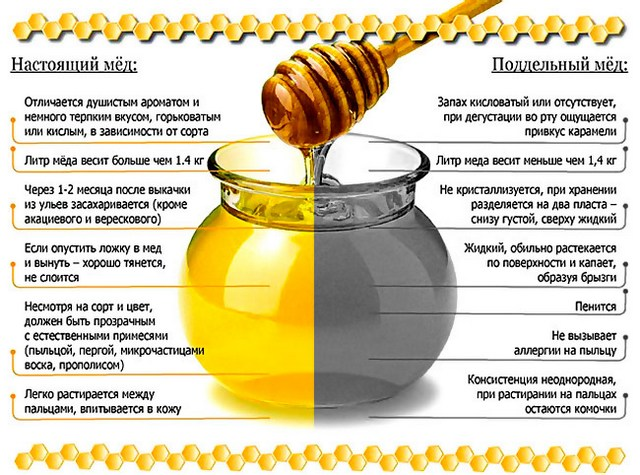 Настоящий мёд:
Отличается душистым ароматом и
немного терпким вкусом, горьковатым
или кислым, в зависимости от сорта
Литр мёда весит больше чем 1.4 кг
Через 1-2 месяца после выкачки
из ульев засахаривается (кроме
акациевого и верескового)
Если опустить ложку в мед
и вынуть – хорошо тянется,
не слоится
Несмотря на сорт и цвет,
должен быть прозрачным
с естественными примесями
(пыльцой, пергой, микрочастицами
воска, прополисом)
Легко растирается между
пальцами, впитывается в кожу
Поддельный мёд:
Запах кисловатый или отсутствует,
при дегустации во рту ощущается
привкус карамели
Литр меда весит меньше чем 1,4 кг
Не кристаллизуется, при хранении
разделяется на два пласта –
снизу густой, сверху жидкий
Жидкий, обильно растекается
по поверхности и капает,
образуя брызги
Пенится
Не вызывает
аллергии на пыльцу
Консистенция неоднородная,
при растирании на пальцах
остаются комочки